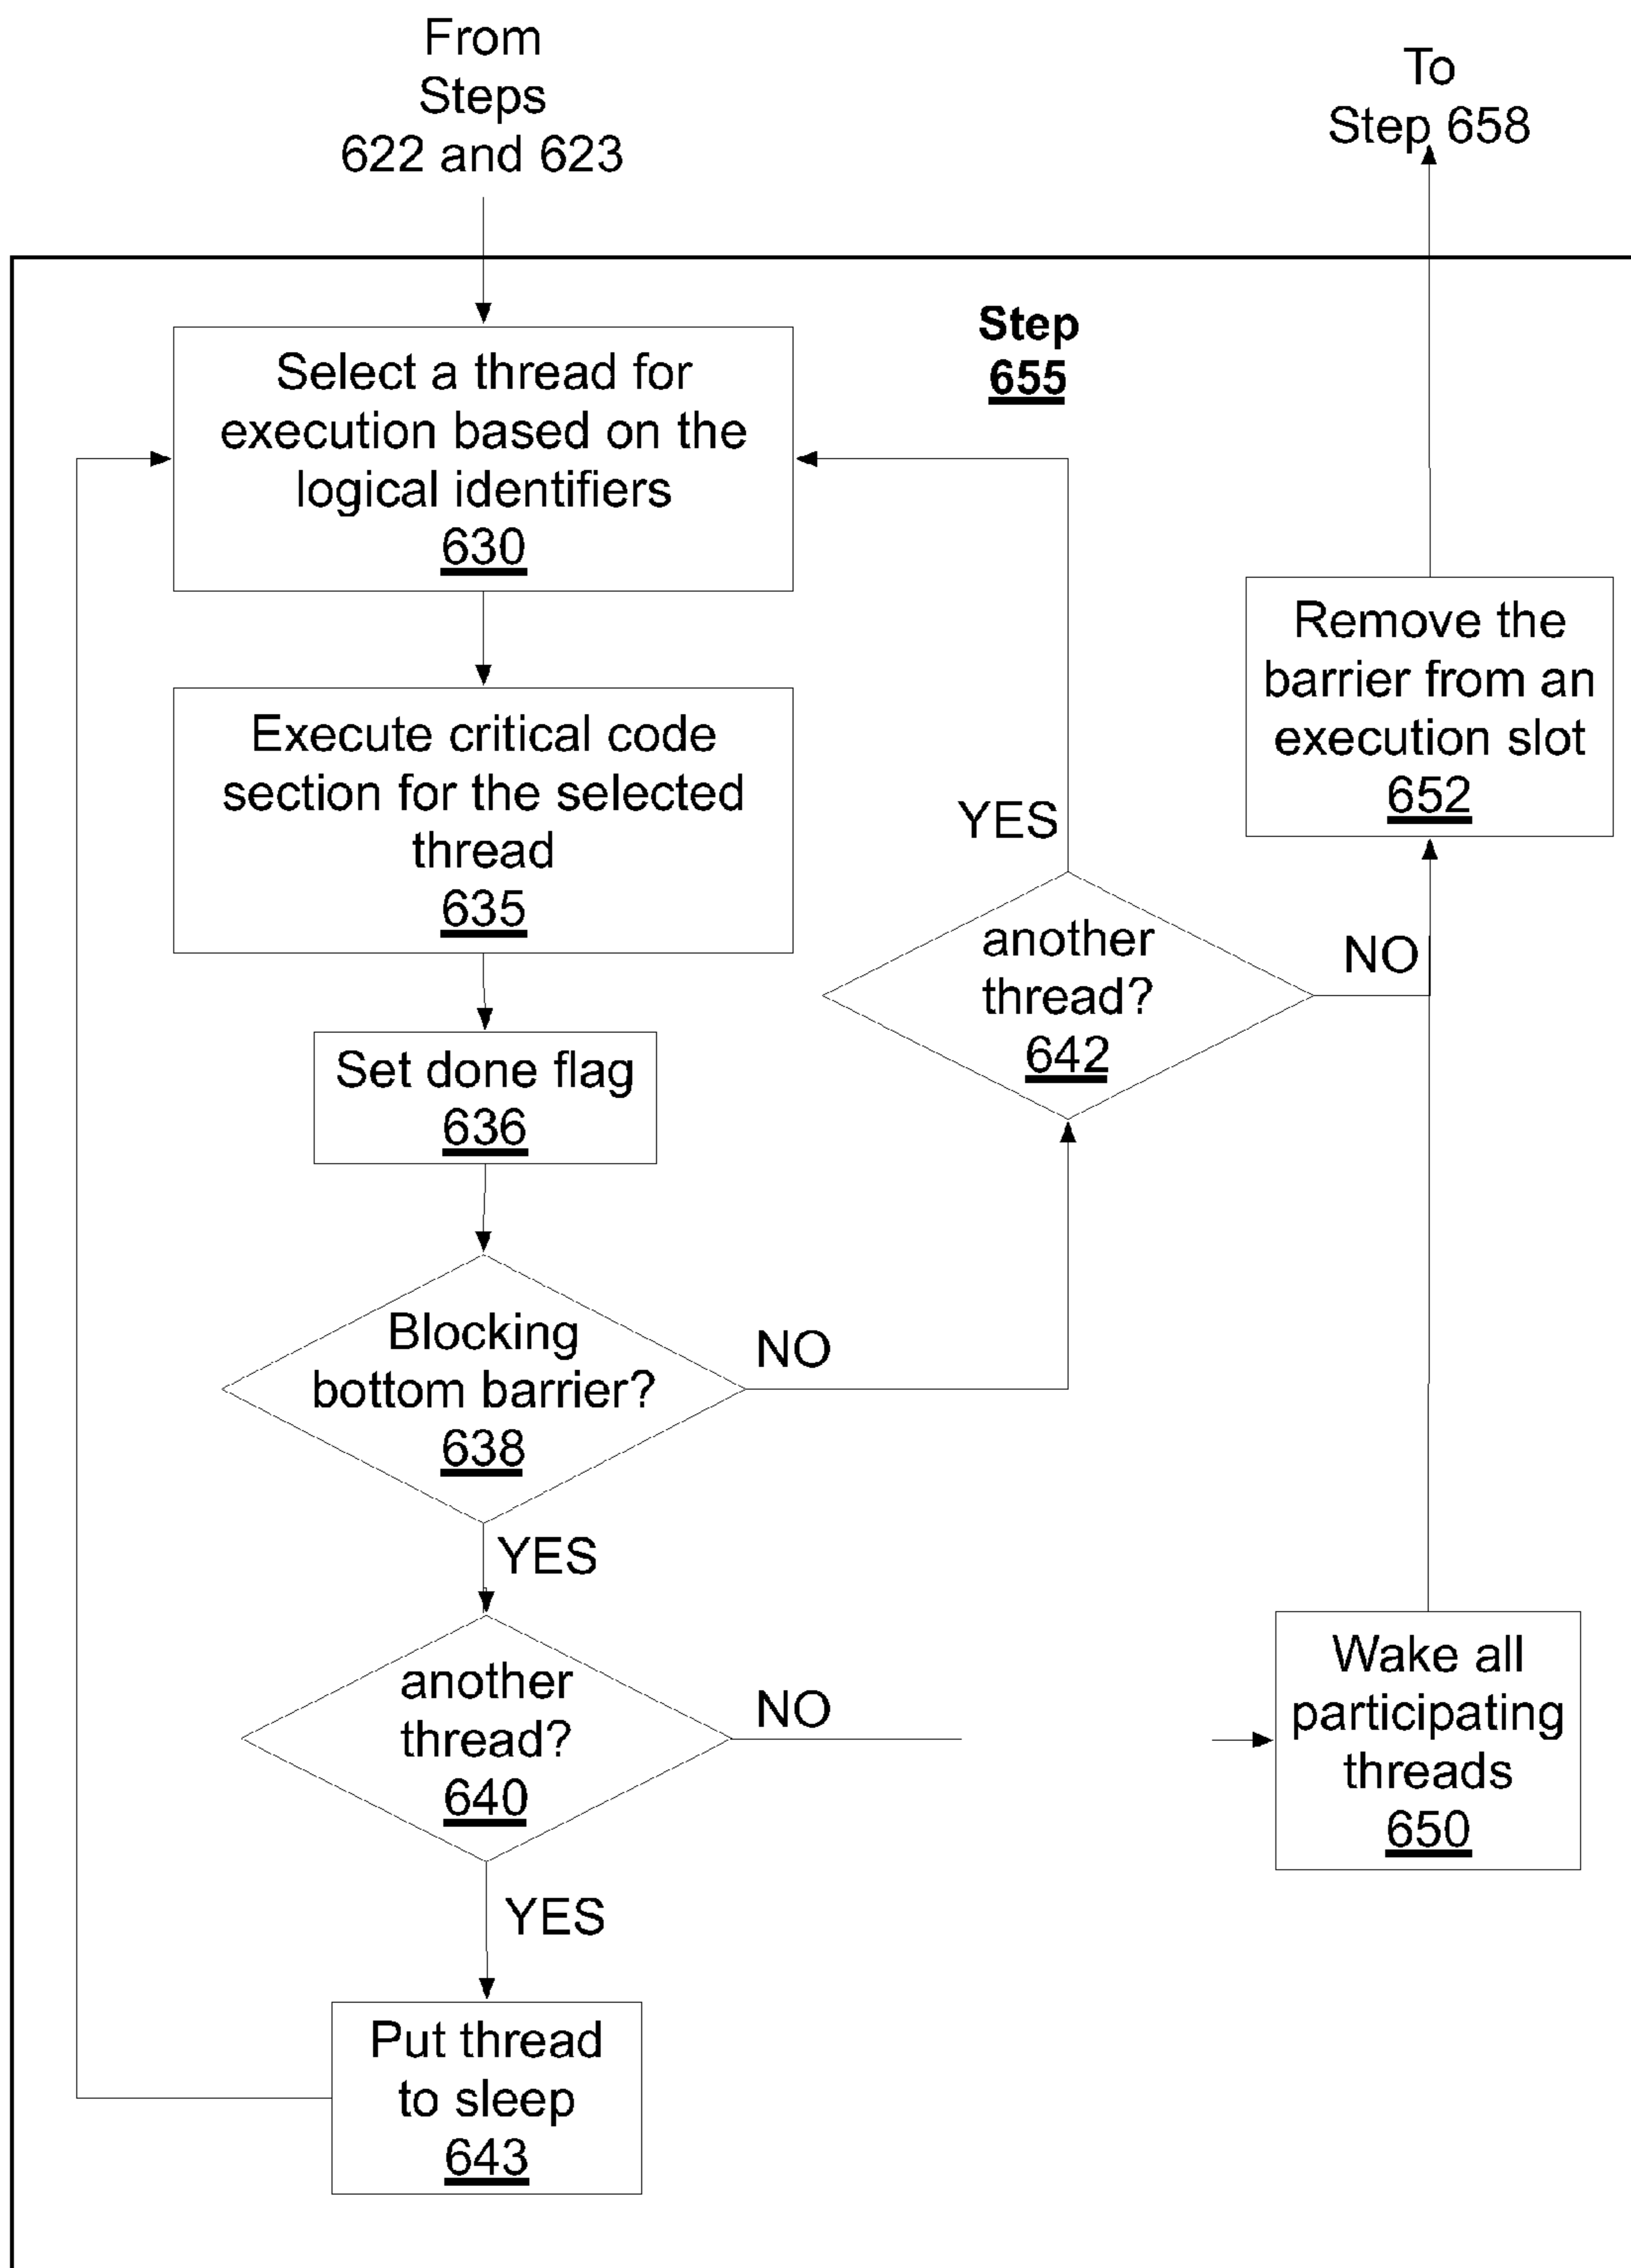 From
Steps
622 and 623
To
Step 658
Step
655
Select a thread for
execution based on the
logical identifiers
630
Remove the
barrier from an
execution slot
652
Execute critical code
section for the selected
thread
635
YES
another
thread?
642
NO
Set done flag
636
Blocking
bottom barrier?
638
NO
YES
another
thread?
640
NO
Wake all
participating
threads
650
YES
Put thread
to sleep
643